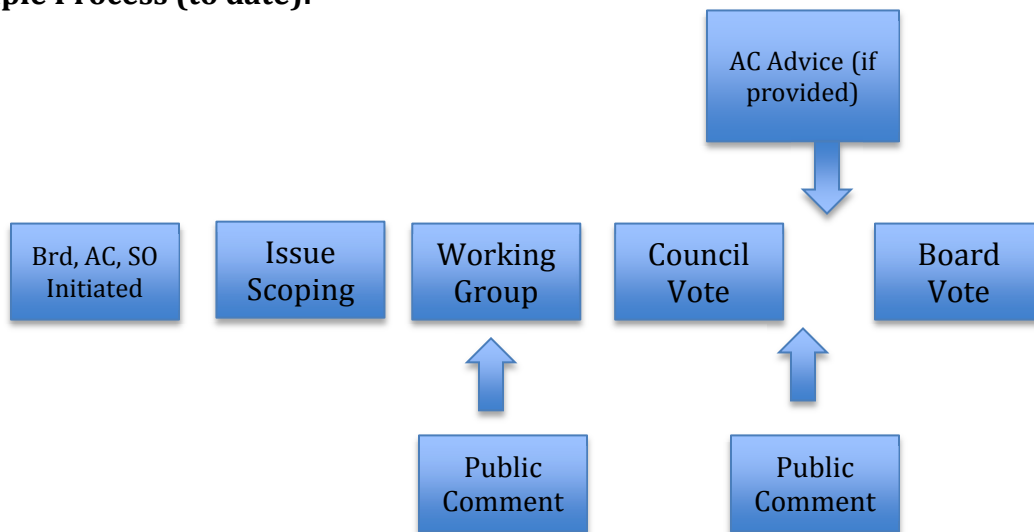 ple Process (to date):
AC Advice (if
provided)
Brd, AC, SO
Initiated
Issue
Scoping
Working
Group
Council
Vote
Board
Vote
Public
Comment
Public
Comment